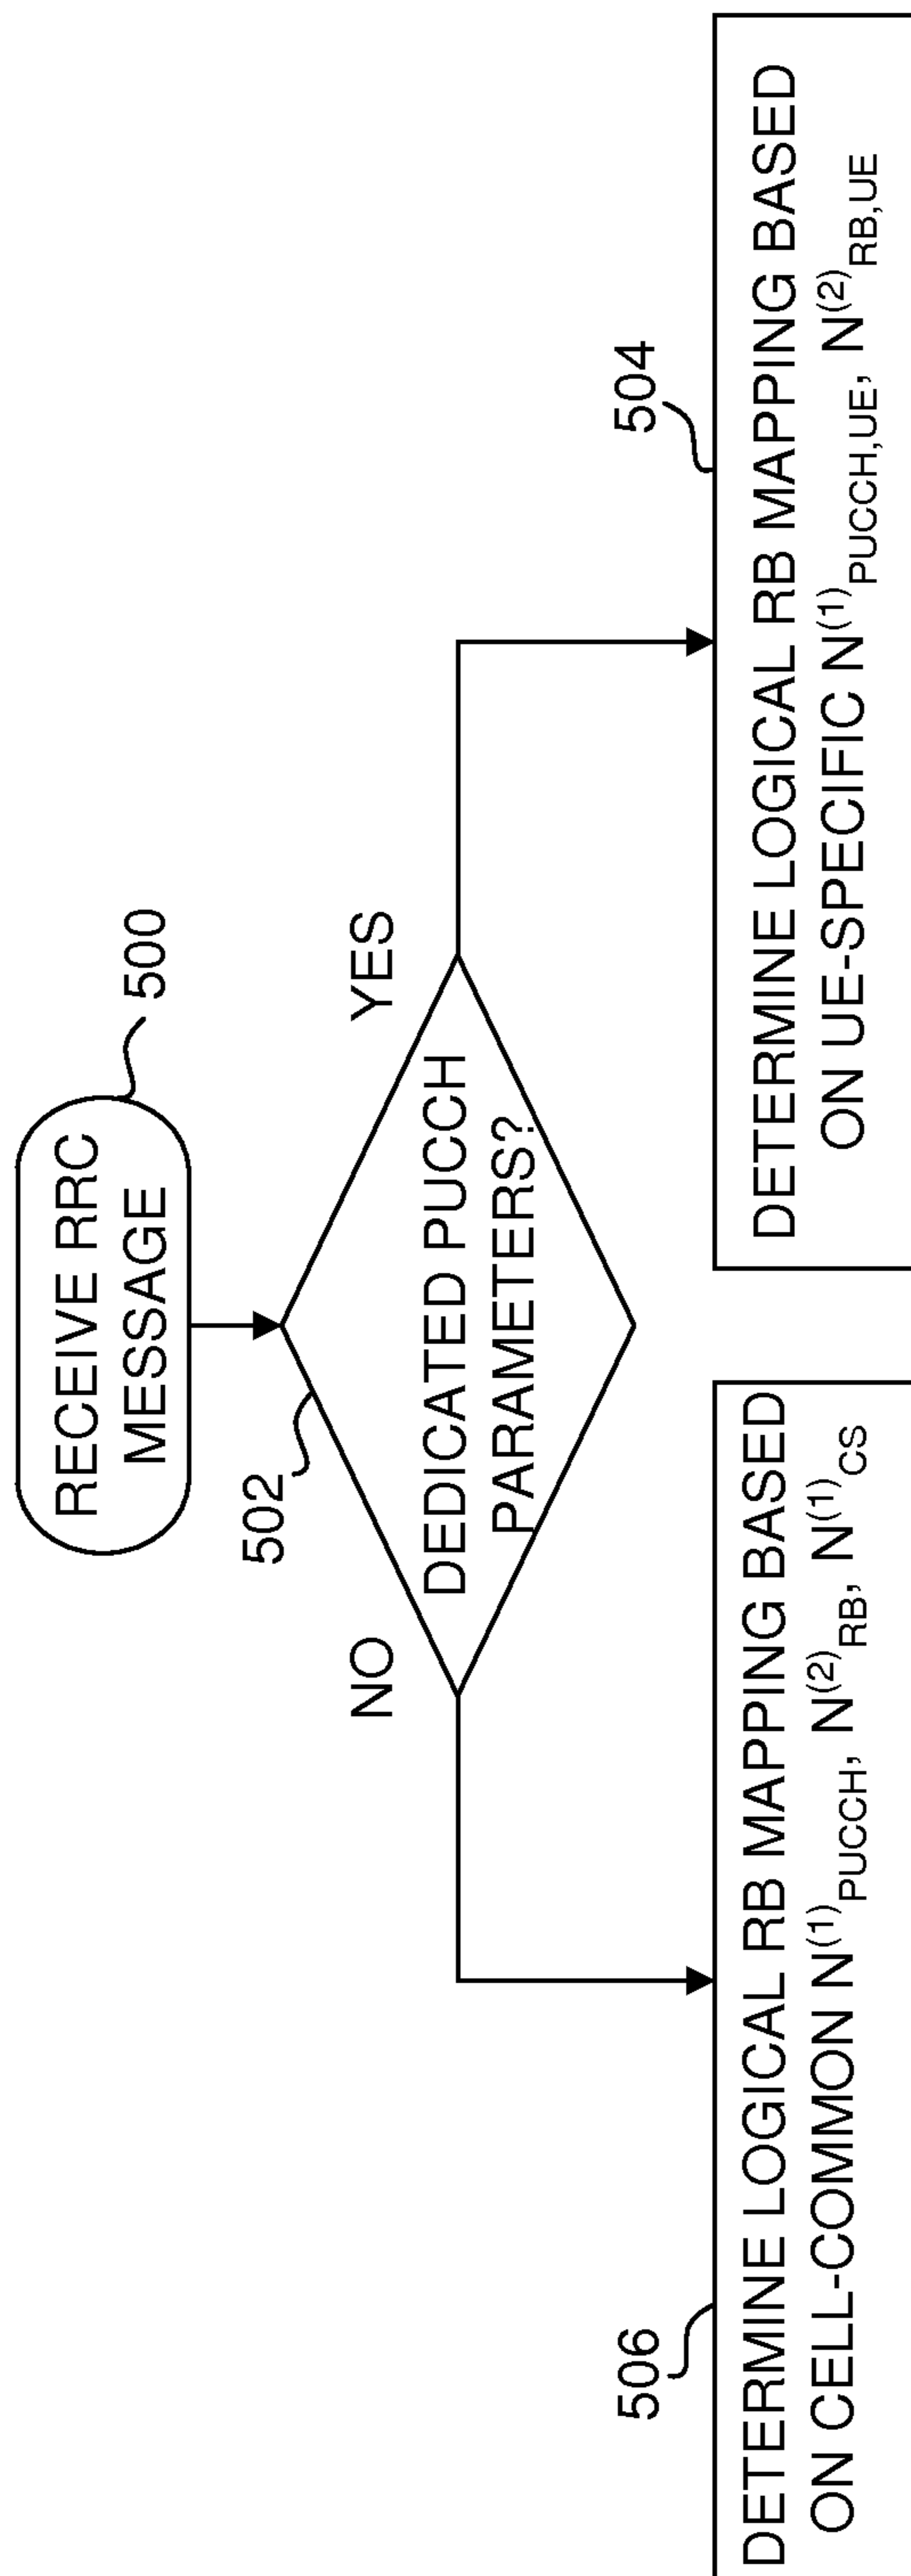 RECEIVE RRC
MESSAGE
500
502
DEDICATED PUCCH
PARAMETERS?
NO
YES
506
DETERMINE LOGICAL RB MAPPING BASED
ON CELL-COMMON N(1)PUCCH, N(2)RB, N(1)CS
504
DETERMINE LOGICAL RB MAPPING BASED
ON UE-SPECIFIC N(1)PUCCH,UE, N(2)RB,UE